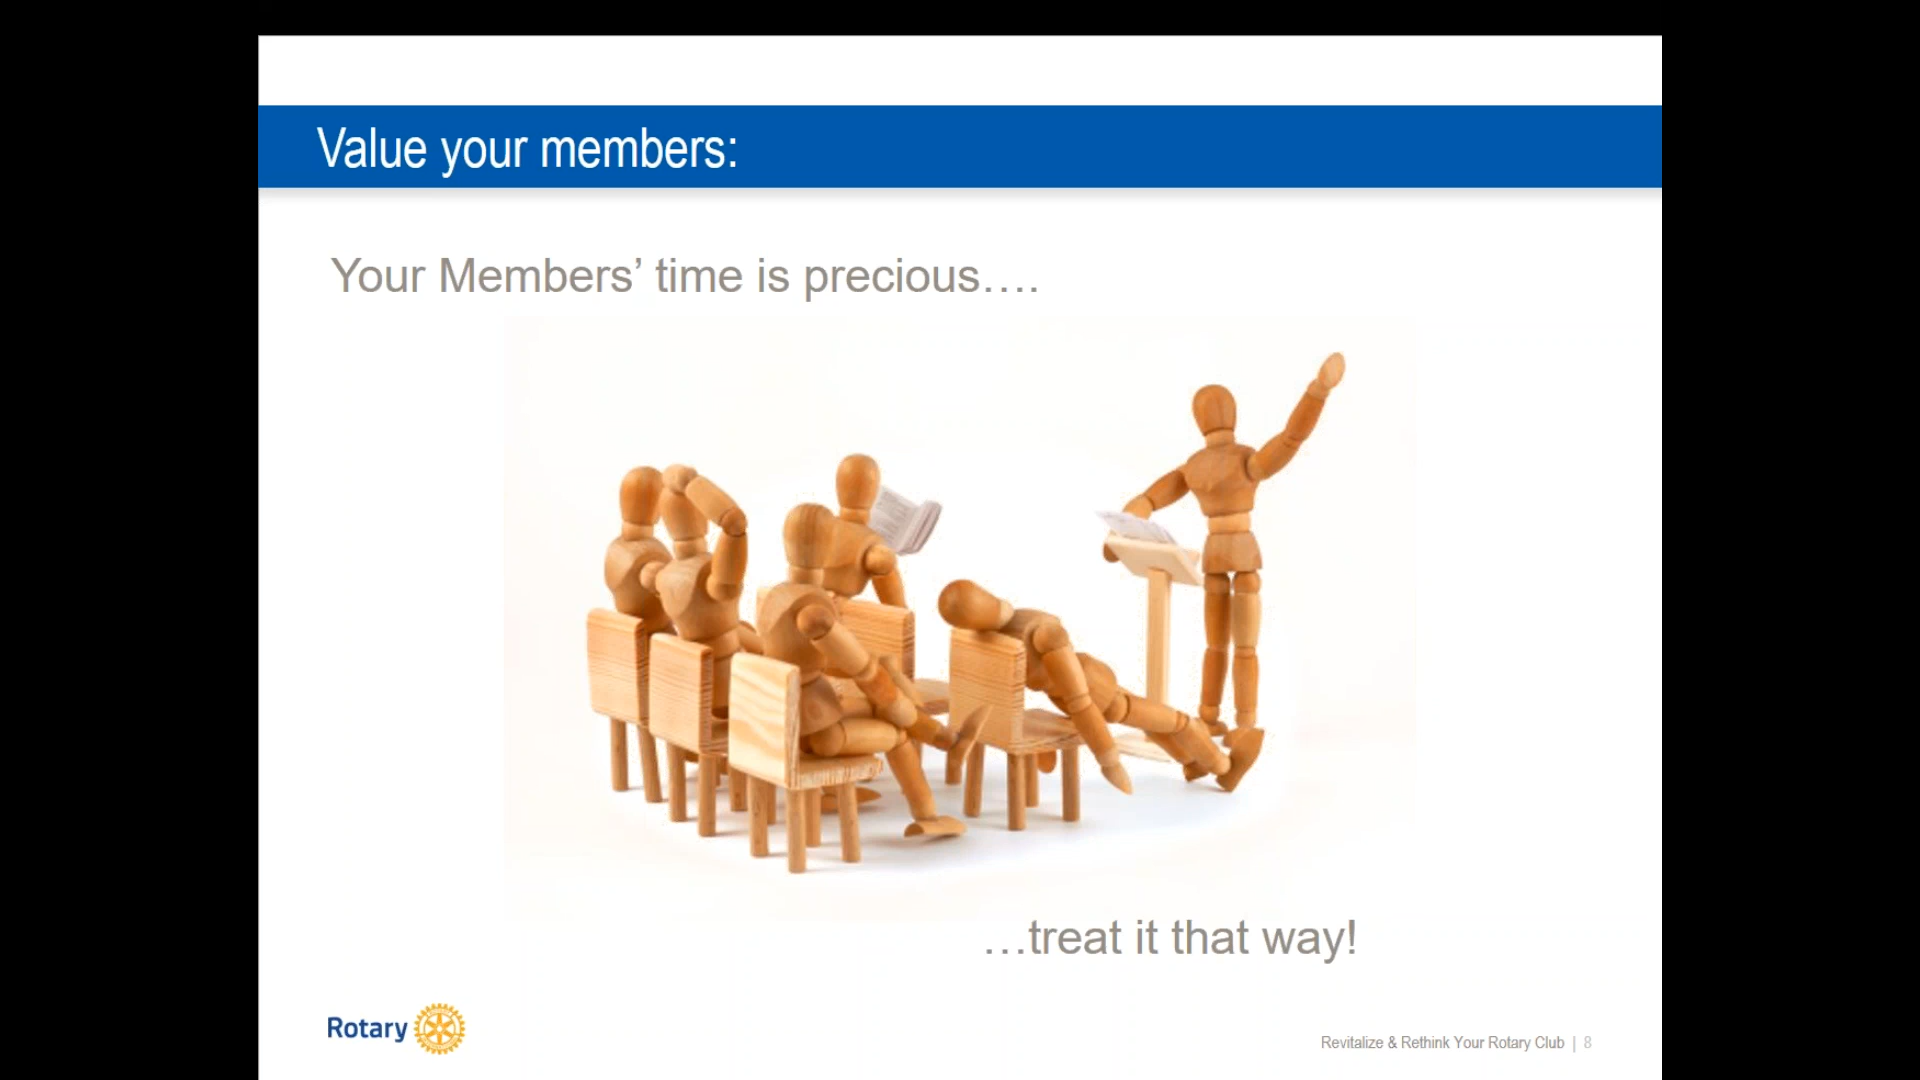 Value your members:
Your Members’ time is precious….
…treat it that way!
Rotary
Revitalize & Rethink Your Rotary Club | 8